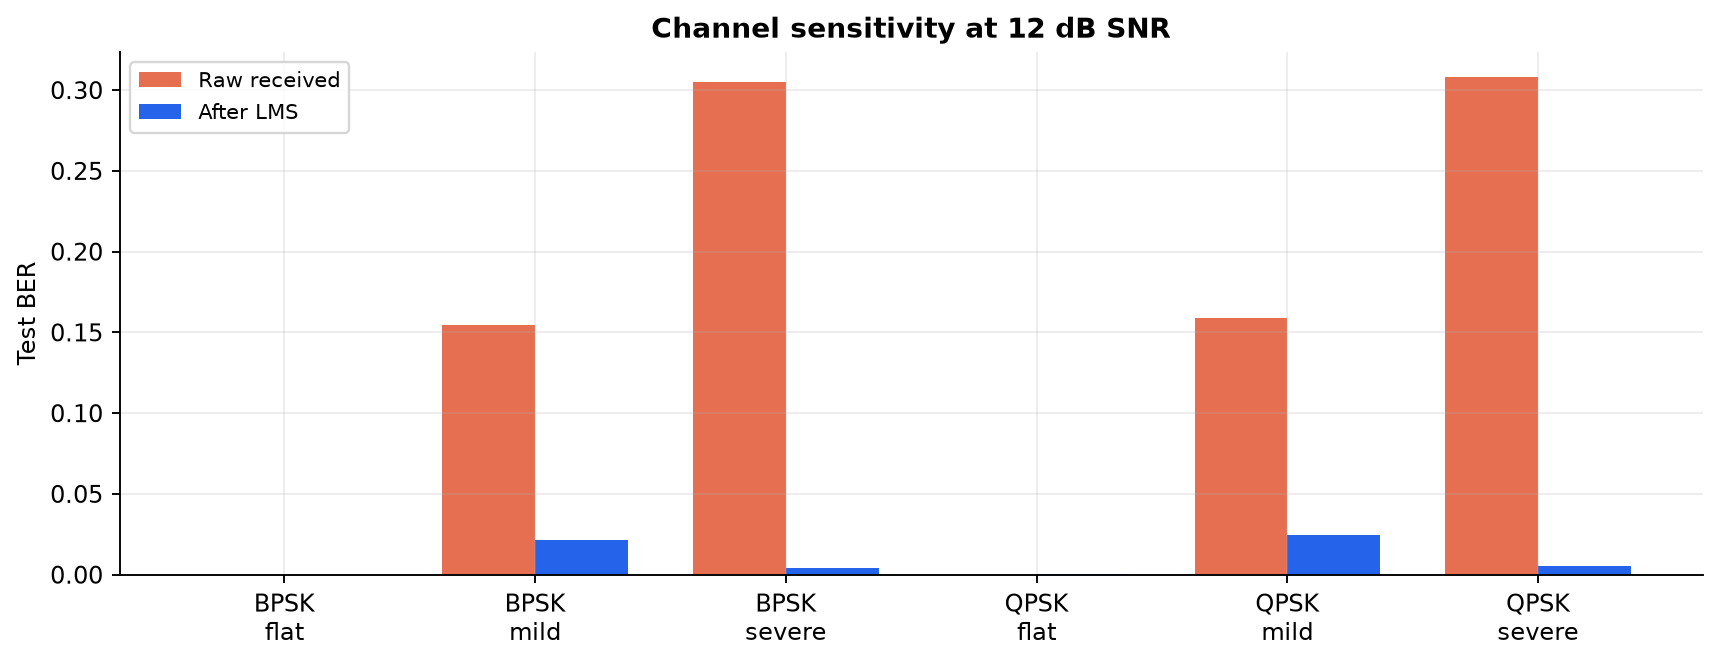 Channel sensitivity at 12 dB SNR
Raw received
After LMS
Test BER
0.30
0.25
0.20
0.15
0.10
0.05
0.00
BPSK
flat
BPSK
mild
BPSK
severe
QPSK
flat
QPSK
mild
QPSK
severe